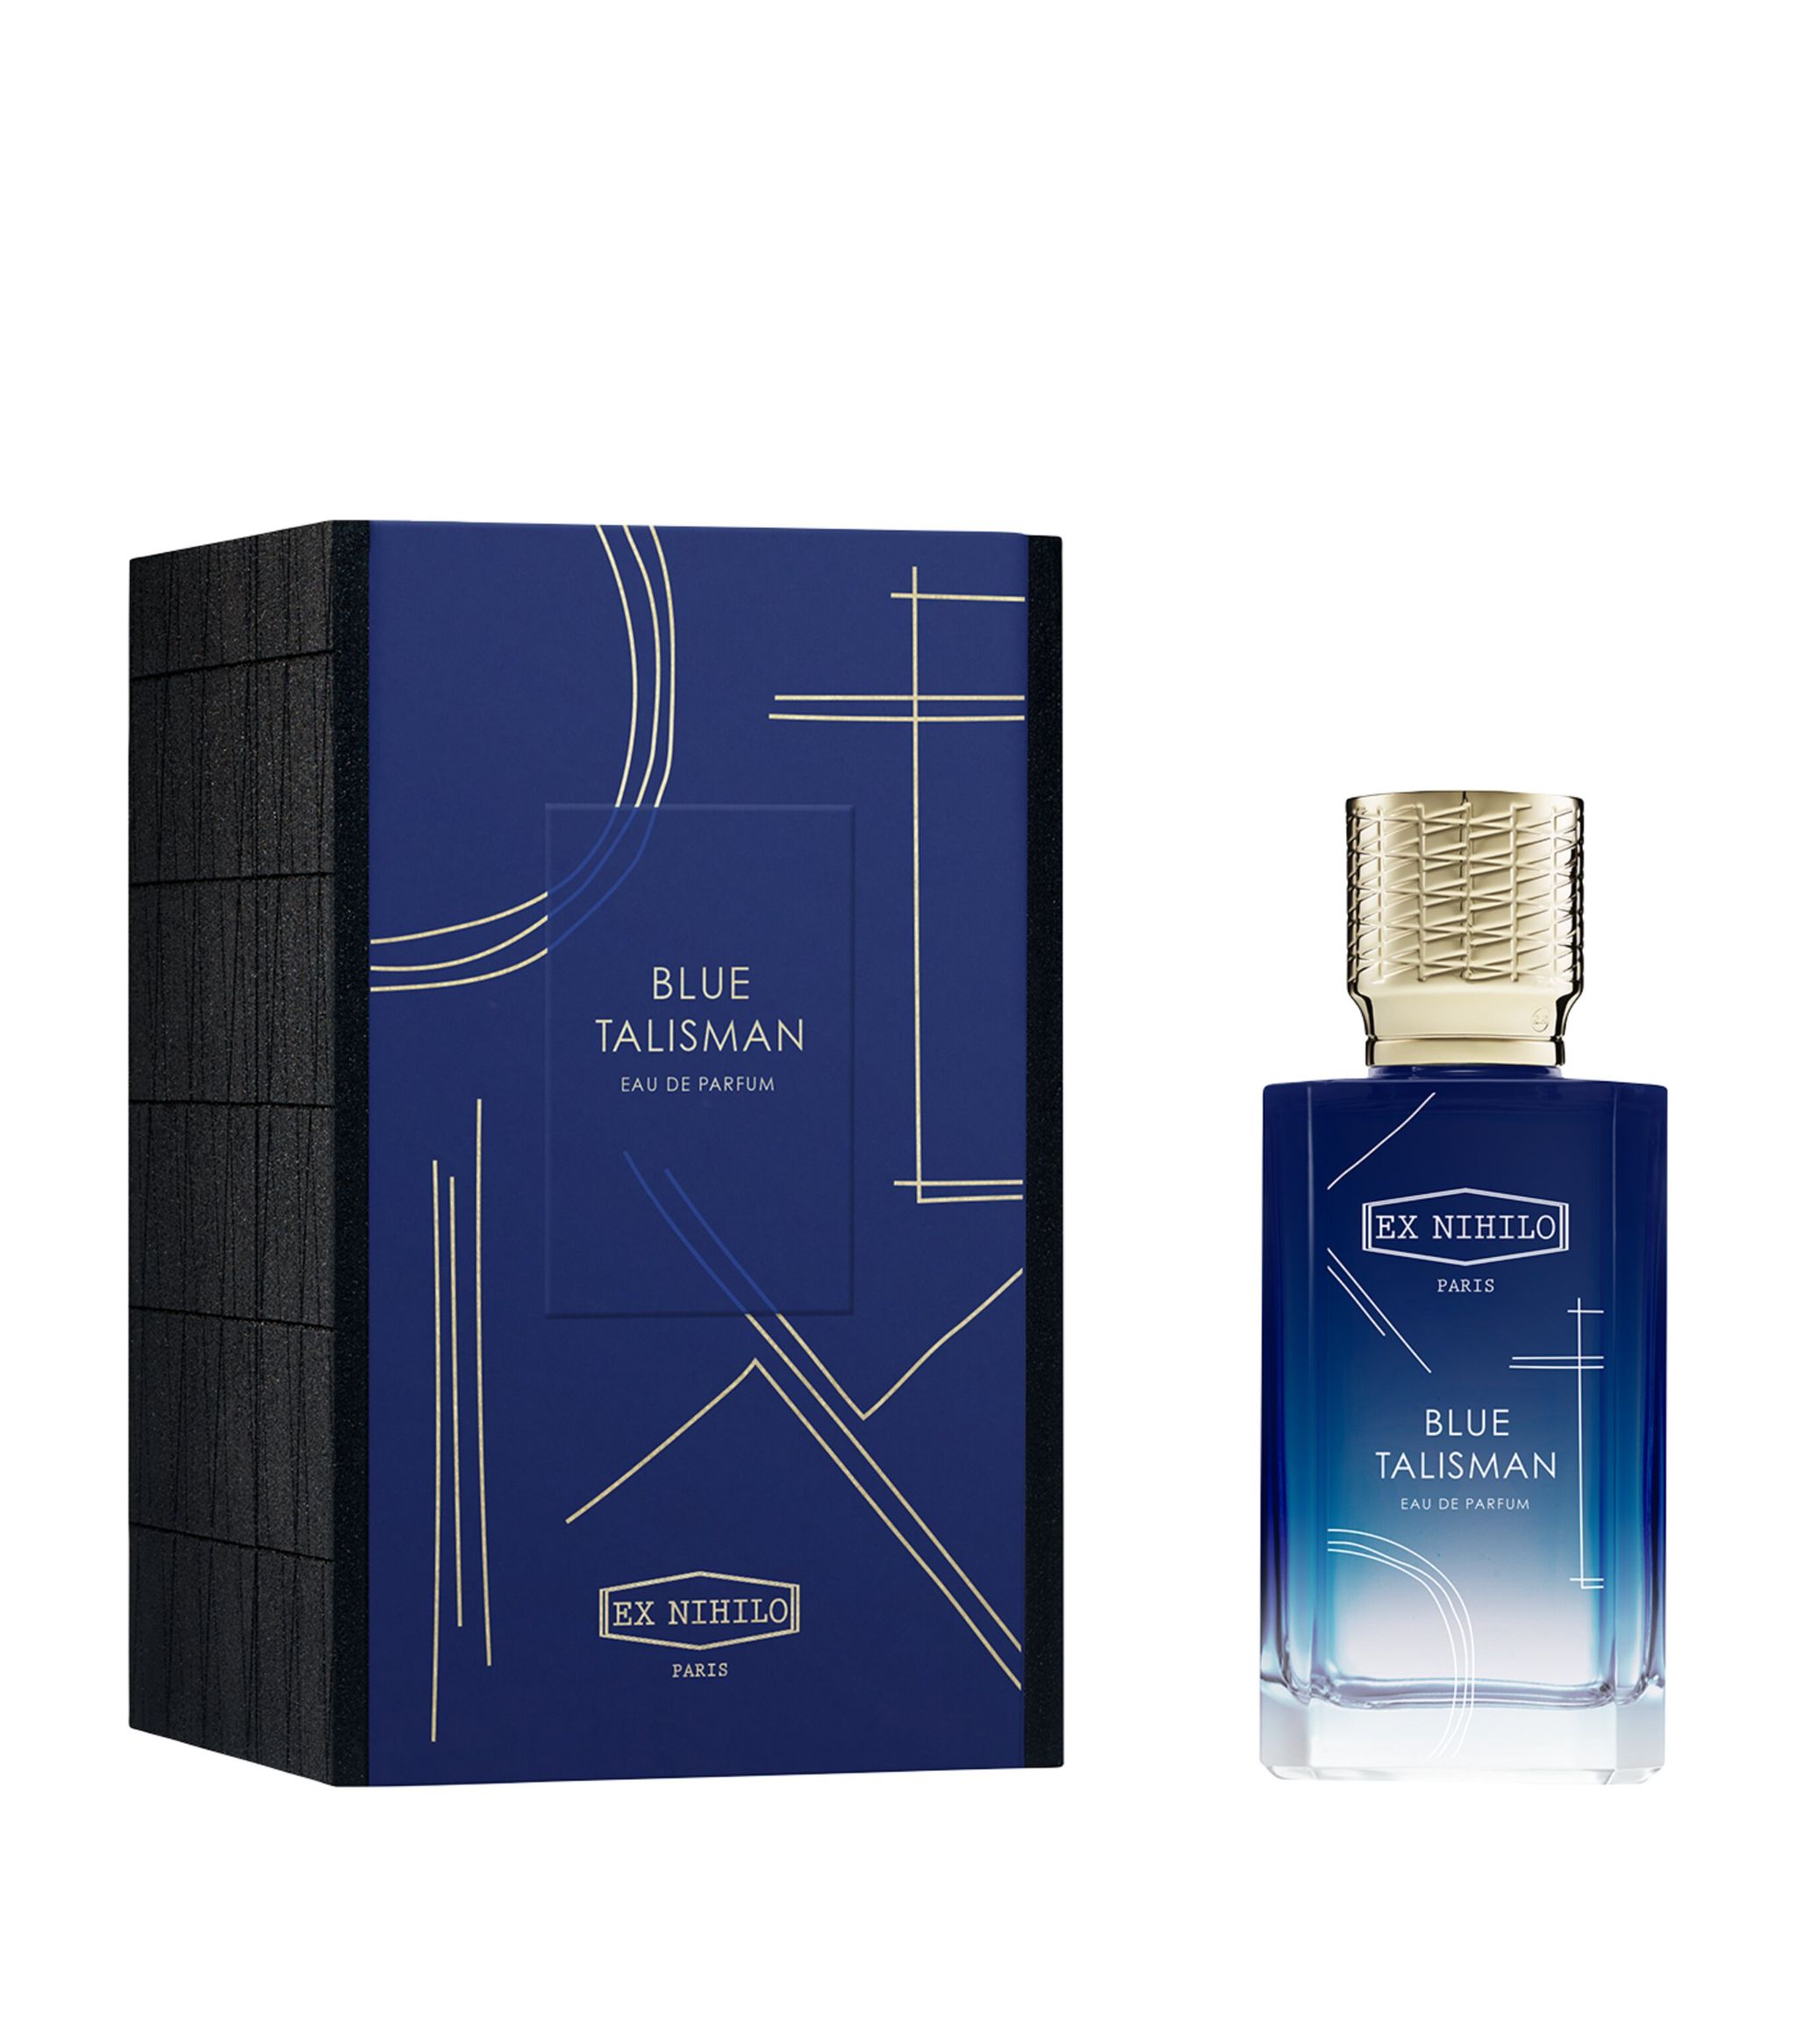 BLUE
TALISMAN
EAU DE PARFUM
EX NIHILO
PARIS
EX NIHILO
PARIS
BLUE
TALISMAN
EAU DE PARFUM